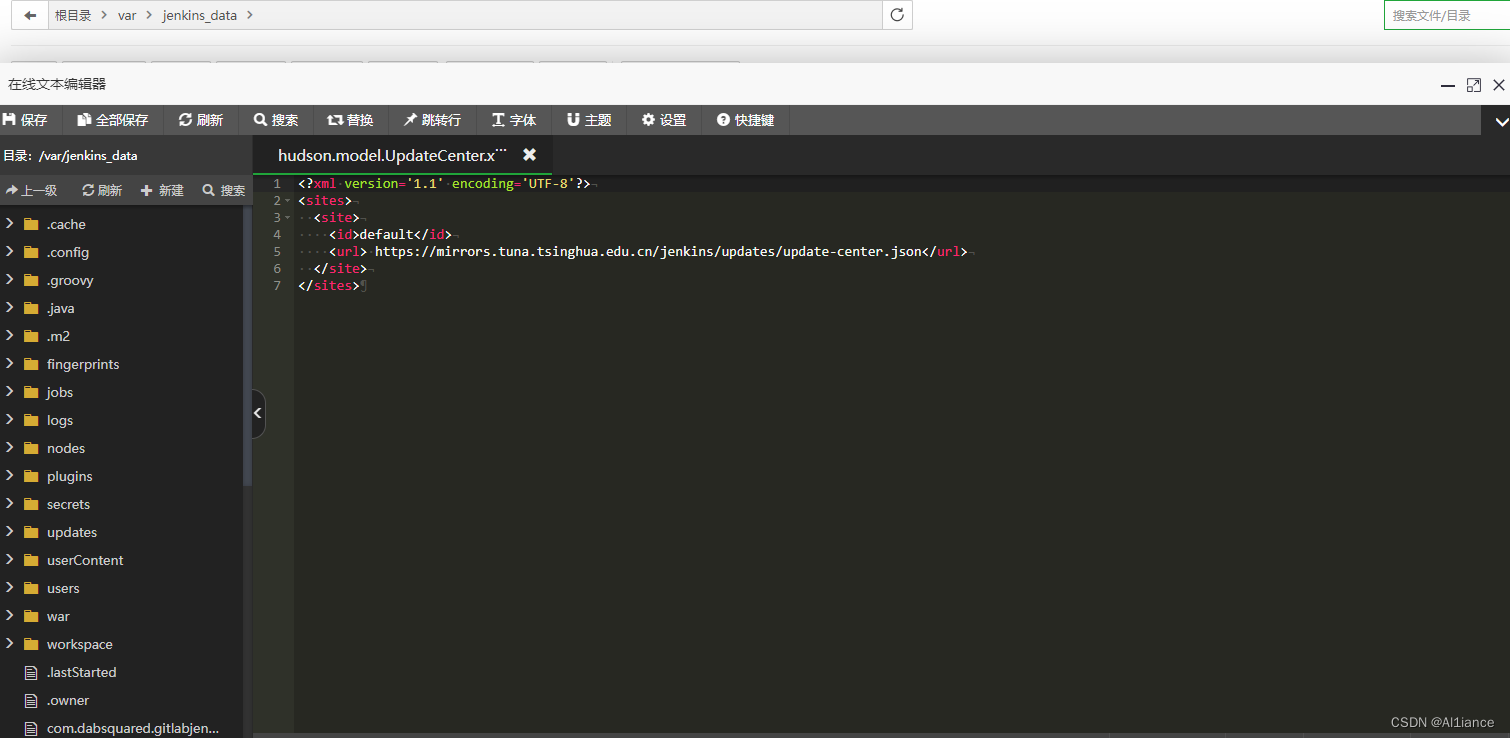 根目录 var jenkins_data
搜索文件/目录
在线文本编辑器
保存 全部保存 刷新 搜索 替换 跳转行 字体 主题 设置 快捷键
目录: /var/jenkins_data
hudson.model.UpdateCenter.x...
上一级 刷新 新建 搜索
.cache
.config
.groovy
.java
.m2
fingerprints
jobs
logs
nodes
plugins
secrets
updates
userContent
users
war
workspace
.lastStarted
.owner
com.dabsquared.gitlabjen...
1 <?xml version='1.1' encoding='UTF-8'?>
2 <sites>
3   <site>
4     <id>default</id>
5     <url> https://mirrors.tuna.tsinghua.edu.cn/jenkins/updates/update-center.json</url>
6   </site>
7 </sites>
CSDN @Al1iance